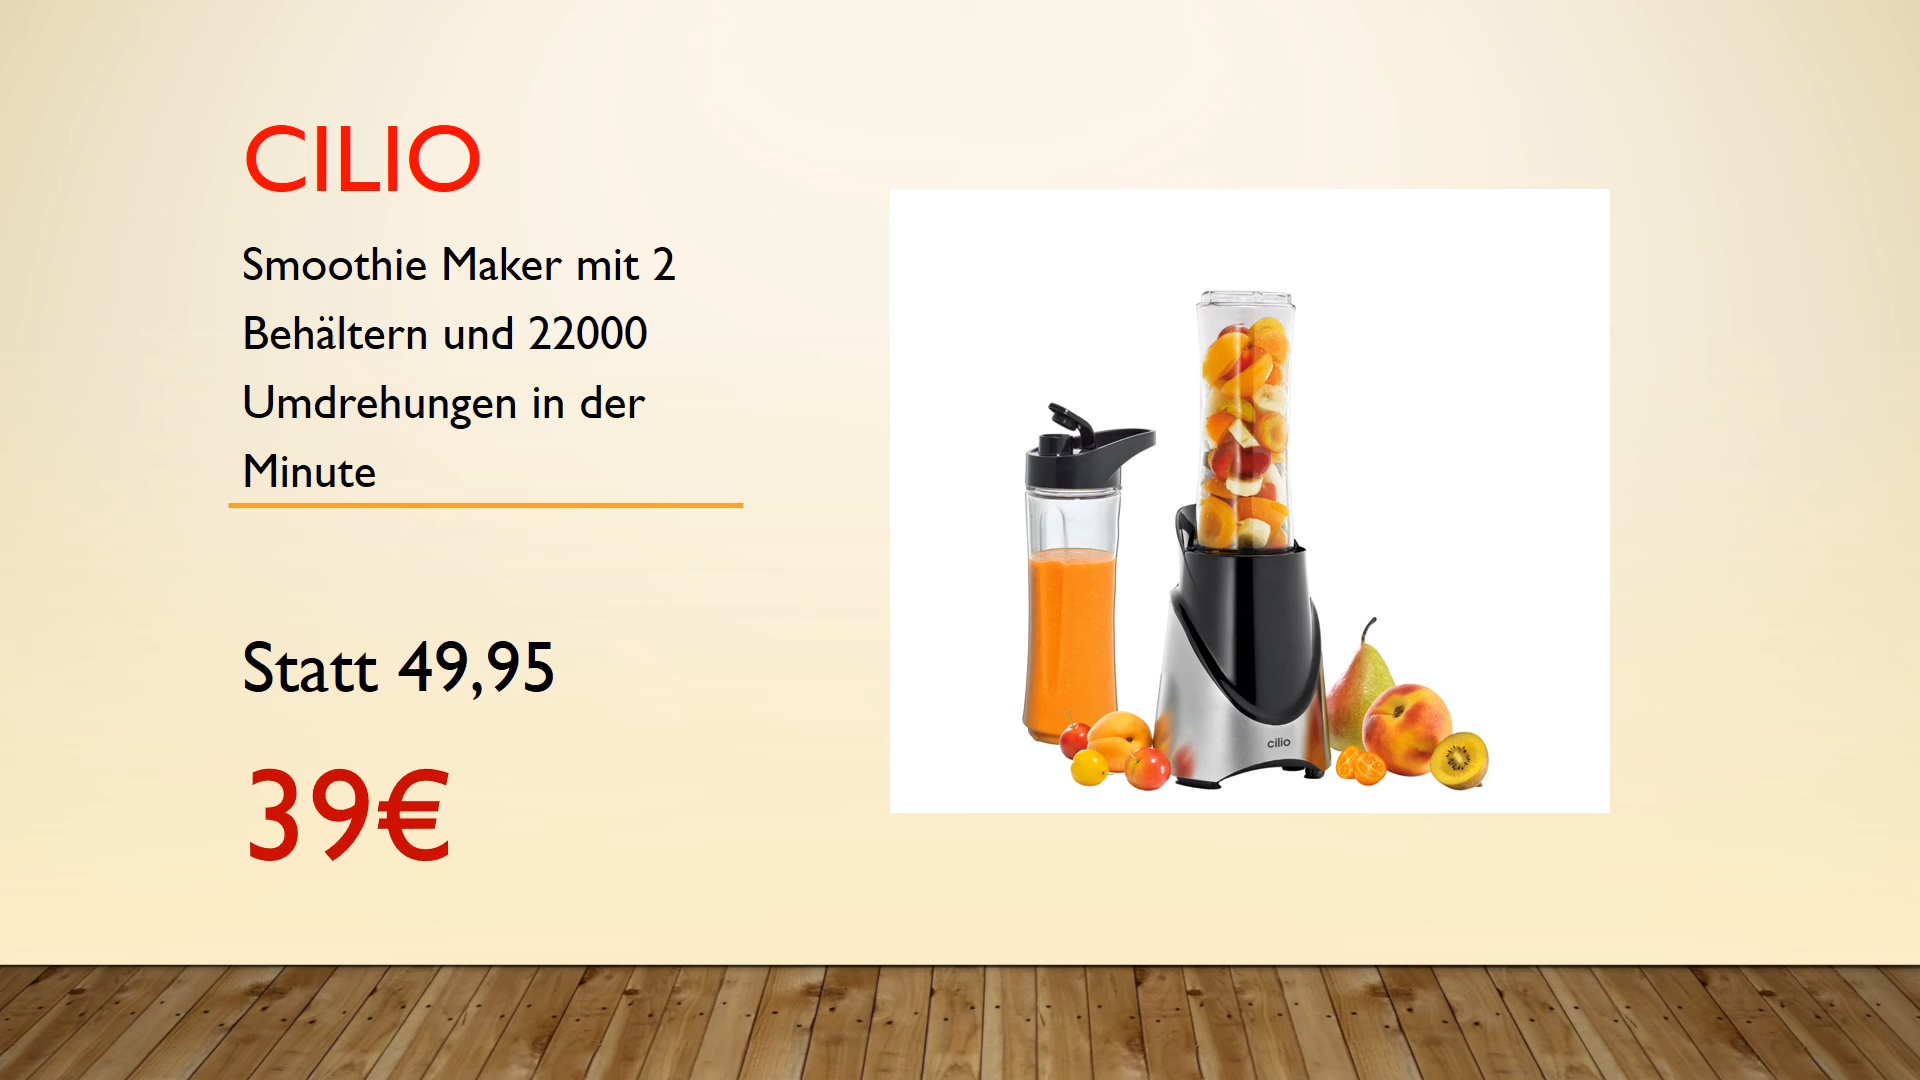 CILIO
Smoothie Maker mit 2
Behältern und 22000
Umdrehungen in der
Minute
Statt 49,95
39€
cilio